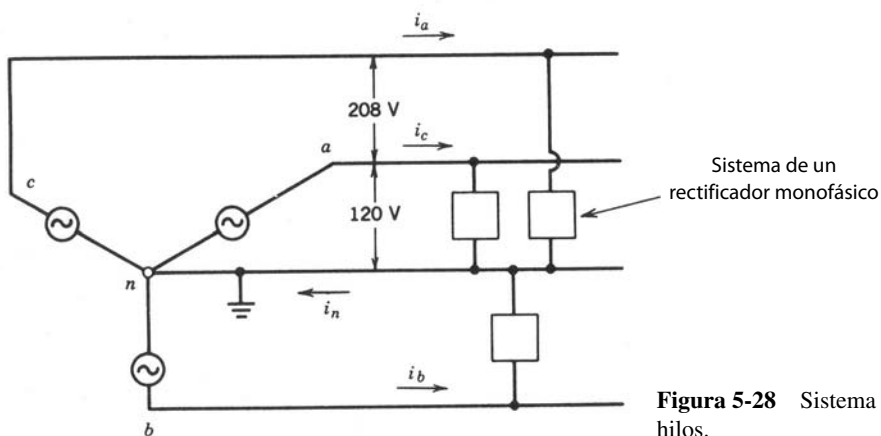 i_a
208 V
a
i_c
c
120 V
Sistema de un
rectificador monofásico
n
i_n
i_b
b
Figura 5-28 Sistema
hilos.